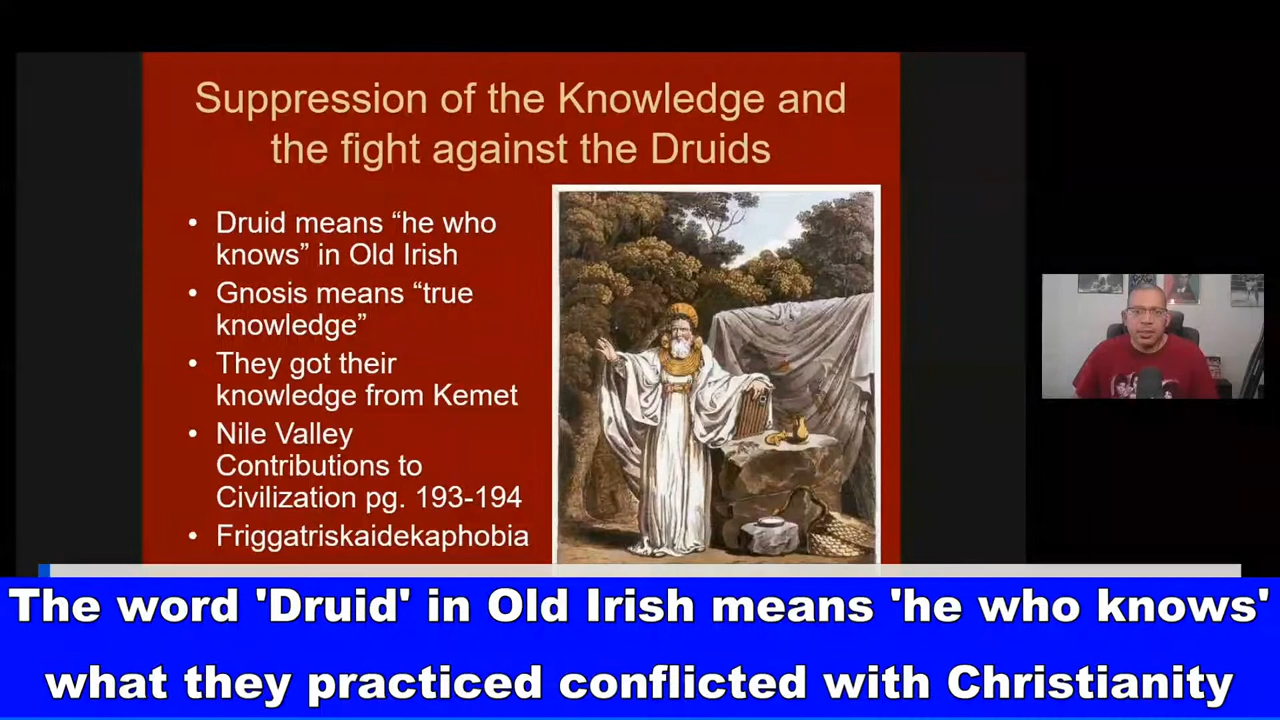 Suppression of the Knowledge and
the fight against the Druids
• Druid means “he who
knows” in Old Irish
• Gnosis means “true
knowledge”
• They got their
knowledge from Kemet
• Nile Valley
Contributions to
Civilization pg. 193-194
• Friggatriskaidekaphobia
The word 'Druid' in Old Irish means 'he who knows'
what they practiced conflicted with Christianity